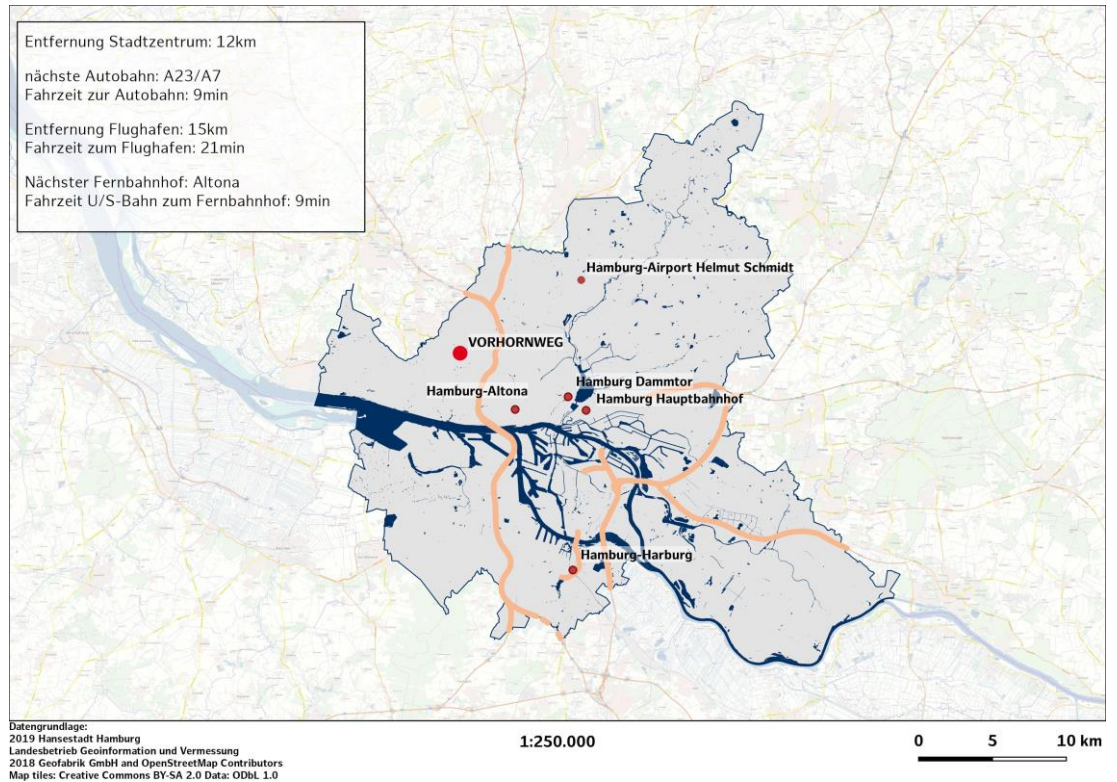 Entfernung Stadtzentrum: 12km
nächste Autobahn: A23/A7
Fahrzeit zur Autobahn: 9min
Entfernung Flughafen: 15km
Fahrzeit zum Flughafen: 21min
Nächster Fernbahnhof: Altona
Fahrzeit U/S-Bahn zum Fernbahnhof: 9min
Hamburg-Airport Helmut Schmidt
VORHORNWEG
Hamburg Dammtor
Hamburg-Altona
Hamburg Hauptbahnhof
Hamburg-Harburg
Datengrundlage:
2019 Hansestadt Hamburg
Landesbetrieb Geoinformation und Vermessung
2018 Geofabrik GmbH and OpenStreetMap Contributors
Map tiles: Creative Commons BY-SA 2.0 Data: ODbL 1.0
1:250.000
0 5 10 km